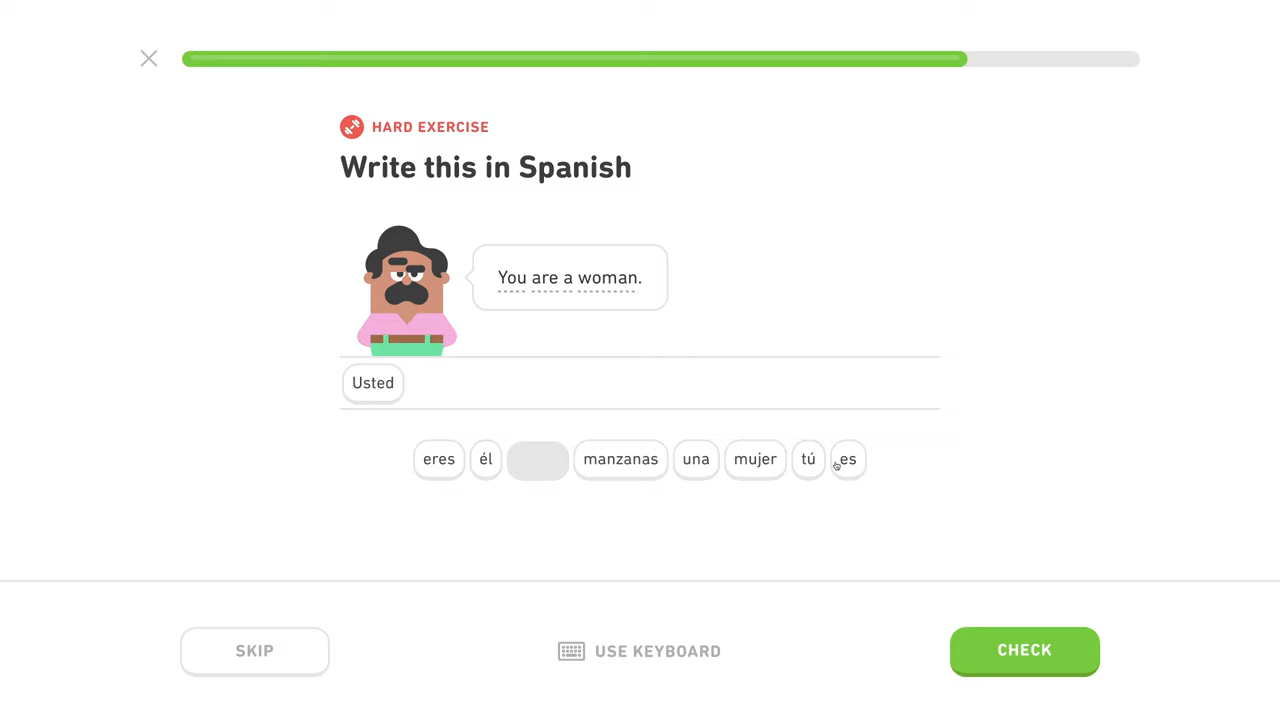 HARD EXERCISE
Write this in Spanish
You are a woman.
Usted
eres él manzanas una mujer tú es
SKIP USE KEYBOARD CHECK